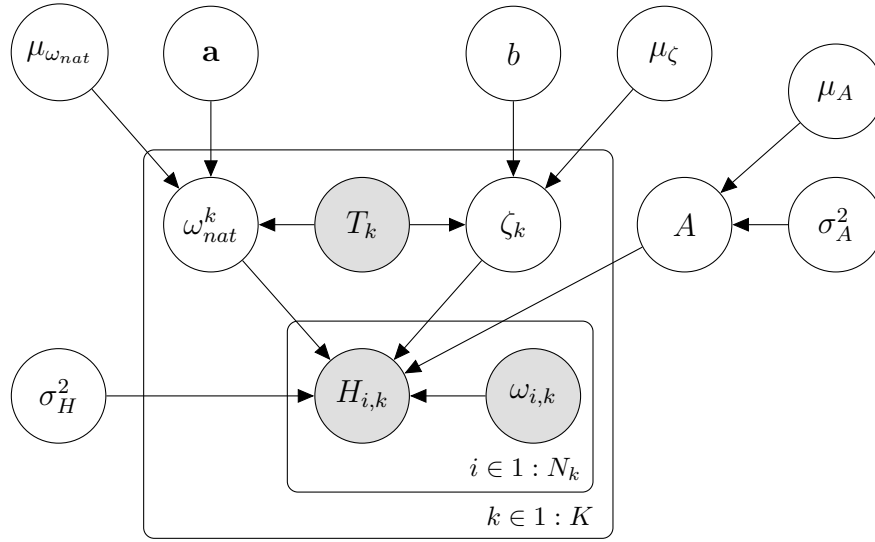 μ_{ω_{nat}}
a
b
μ_ζ
μ_A
ω^k_{nat}
T_k
ζ_k
A
σ^2_A
σ^2_H
H_{i,k}
ω_{i,k}
i ∈ 1 : N_k
k ∈ 1 : K